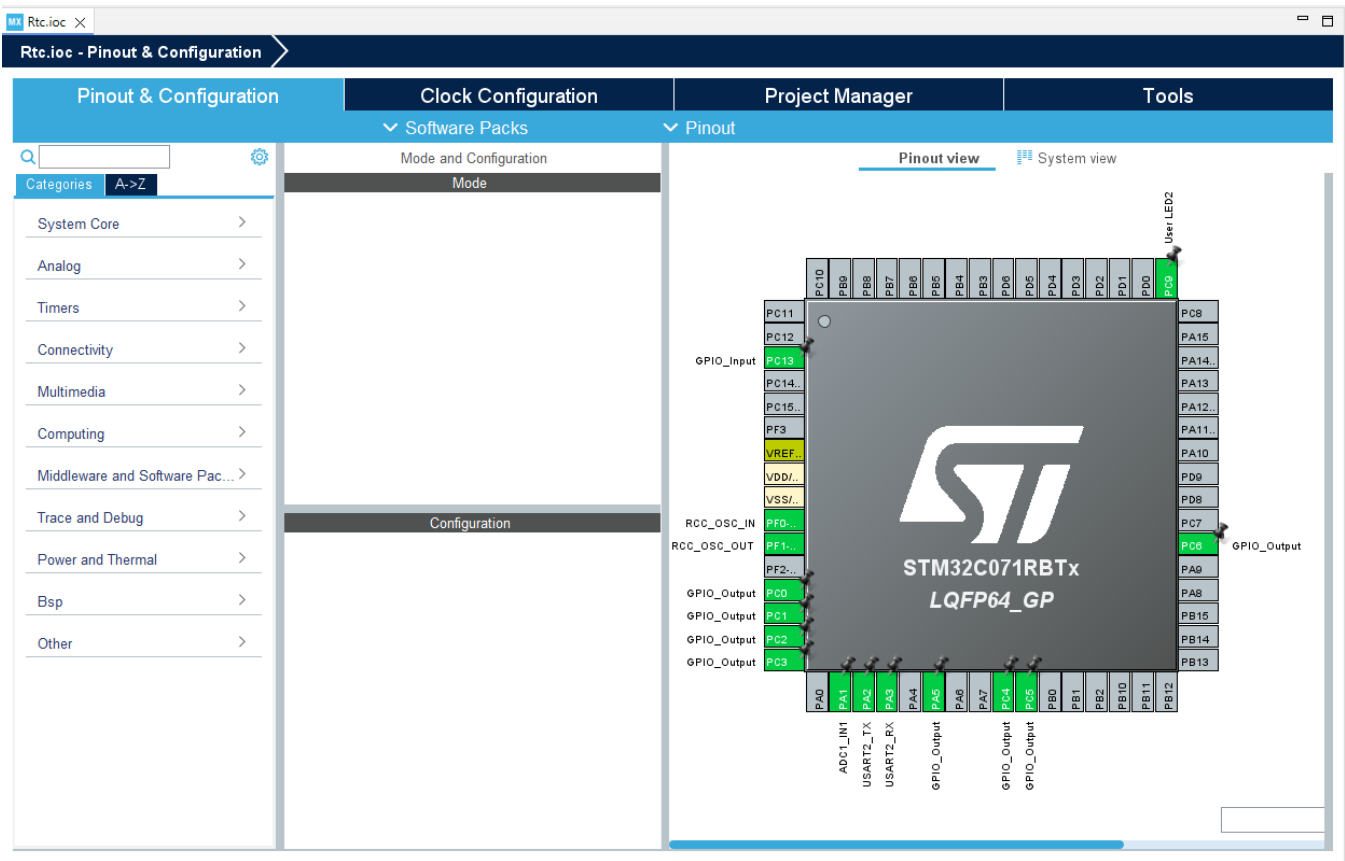 MX Rtc.ioc
Rtc.ioc - Pinout & Configuration
Pinout & Configuration
Clock Configuration
Project Manager
Tools
Software Packs
Pinout
Categories
A->Z
System Core
Analog
Timers
Connectivity
Multimedia
Computing
Middleware and Software Pac...
Trace and Debug
Power and Thermal
Bsp
Other
Mode and Configuration
Mode
Configuration
Pinout view
System view
User LED2
PC10 PB9 PB8 PB7 PB6 PB5 PB4 PB3 PD6 PD5 PD4 PD3 PD2 PD1 PD0 PC9
PC11
PC12
GPIO_Input PC13
PC14..
PC15..
PF3
VREF..
VDD/..
VSS/..
RCC_OSC_IN PF0-..
RCC_OSC_OUT PF1-..
PF2-..
GPIO_Output PC0
GPIO_Output PC1
GPIO_Output PC2
GPIO_Output PC3
ST
STM32C071RBTx
LQFP64_GP
PC8
PA15
PA14..
PA13
PA12..
PA11..
PA10
PD9
PD8
PC7
PC6 GPIO_Output
PA9
PA8
PB15
PB14
PB13
PA0 PA1 PA2 PA3 PA4 PA5 PA6 PA7 PC4 PC5 PB0 PB1 PB2 PB10 PB11 PB12
ADC1_IN1
USART2_TX
USART2_RX
GPIO_Output
GPIO_Output
GPIO_Output